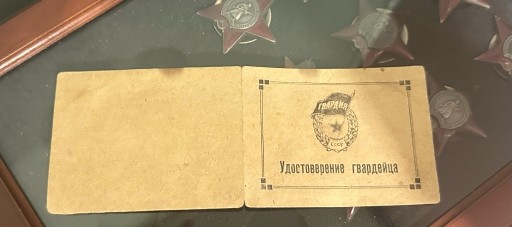 ГВАРДИЯ
СССР
Удостоверение гвардейца